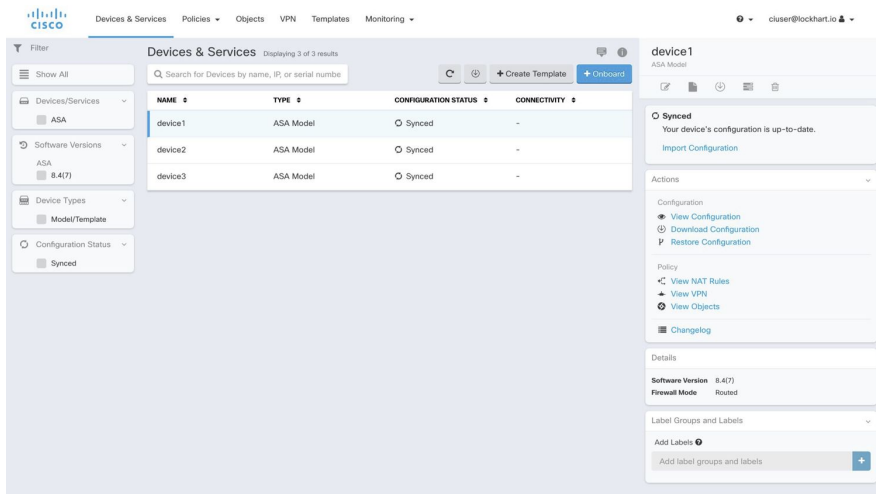 CISCO
Devices & Services Policies Objects VPN Templates Monitoring
ciuser@lockhart.io
Filter
Show All
Devices/Services
ASA
Software Versions
ASA
8.4(7)
Device Types
Model/Template
Configuration Status
Synced
Devices & Services Displaying 3 of 3 results
Search for Devices by name, IP, or serial numbe
+ Create Template
+ Onboard
NAME TYPE CONFIGURATION STATUS CONNECTIVITY
device1 ASA Model Synced -
device2 ASA Model Synced -
device3 ASA Model Synced -
device1
ASA Model
Synced
Your device's configuration is up-to-date.
Import Configuration
Actions
Configuration
View Configuration
Download Configuration
Restore Configuration
Policy
View NAT Rules
View VPN
View Objects
Changelog
Details
Software Version 8.4(7)
Firewall Mode Routed
Label Groups and Labels
Add Labels
Add label groups and labels +